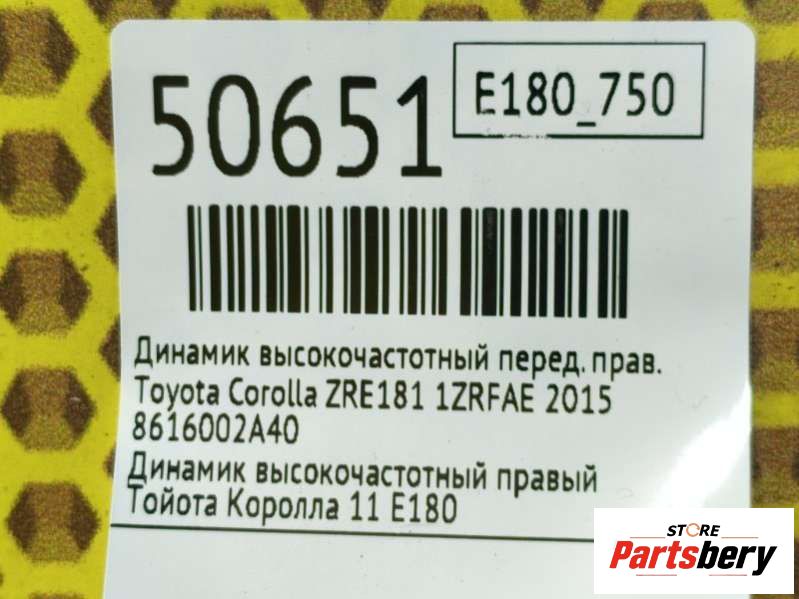 50651
E180_750
Динамик высокочастотный перед. прав.
Toyota Corolla ZRE181 1ZRFAE 2015
8616002A40
Динамик высокочастотный правый
Тойота Королла 11 E180
STORE
Partsbery